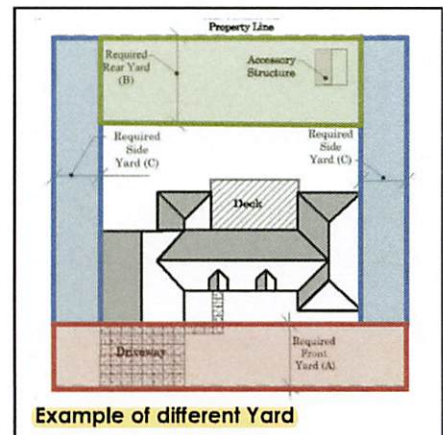 Property Line
Required
Rear Yard
(B)
Accessory
Structure
Required
Side
Yard (C)
Required
Side
Yard (C)
Deck
Driveway
Required
Front
Yard (A)
Example of different Yard